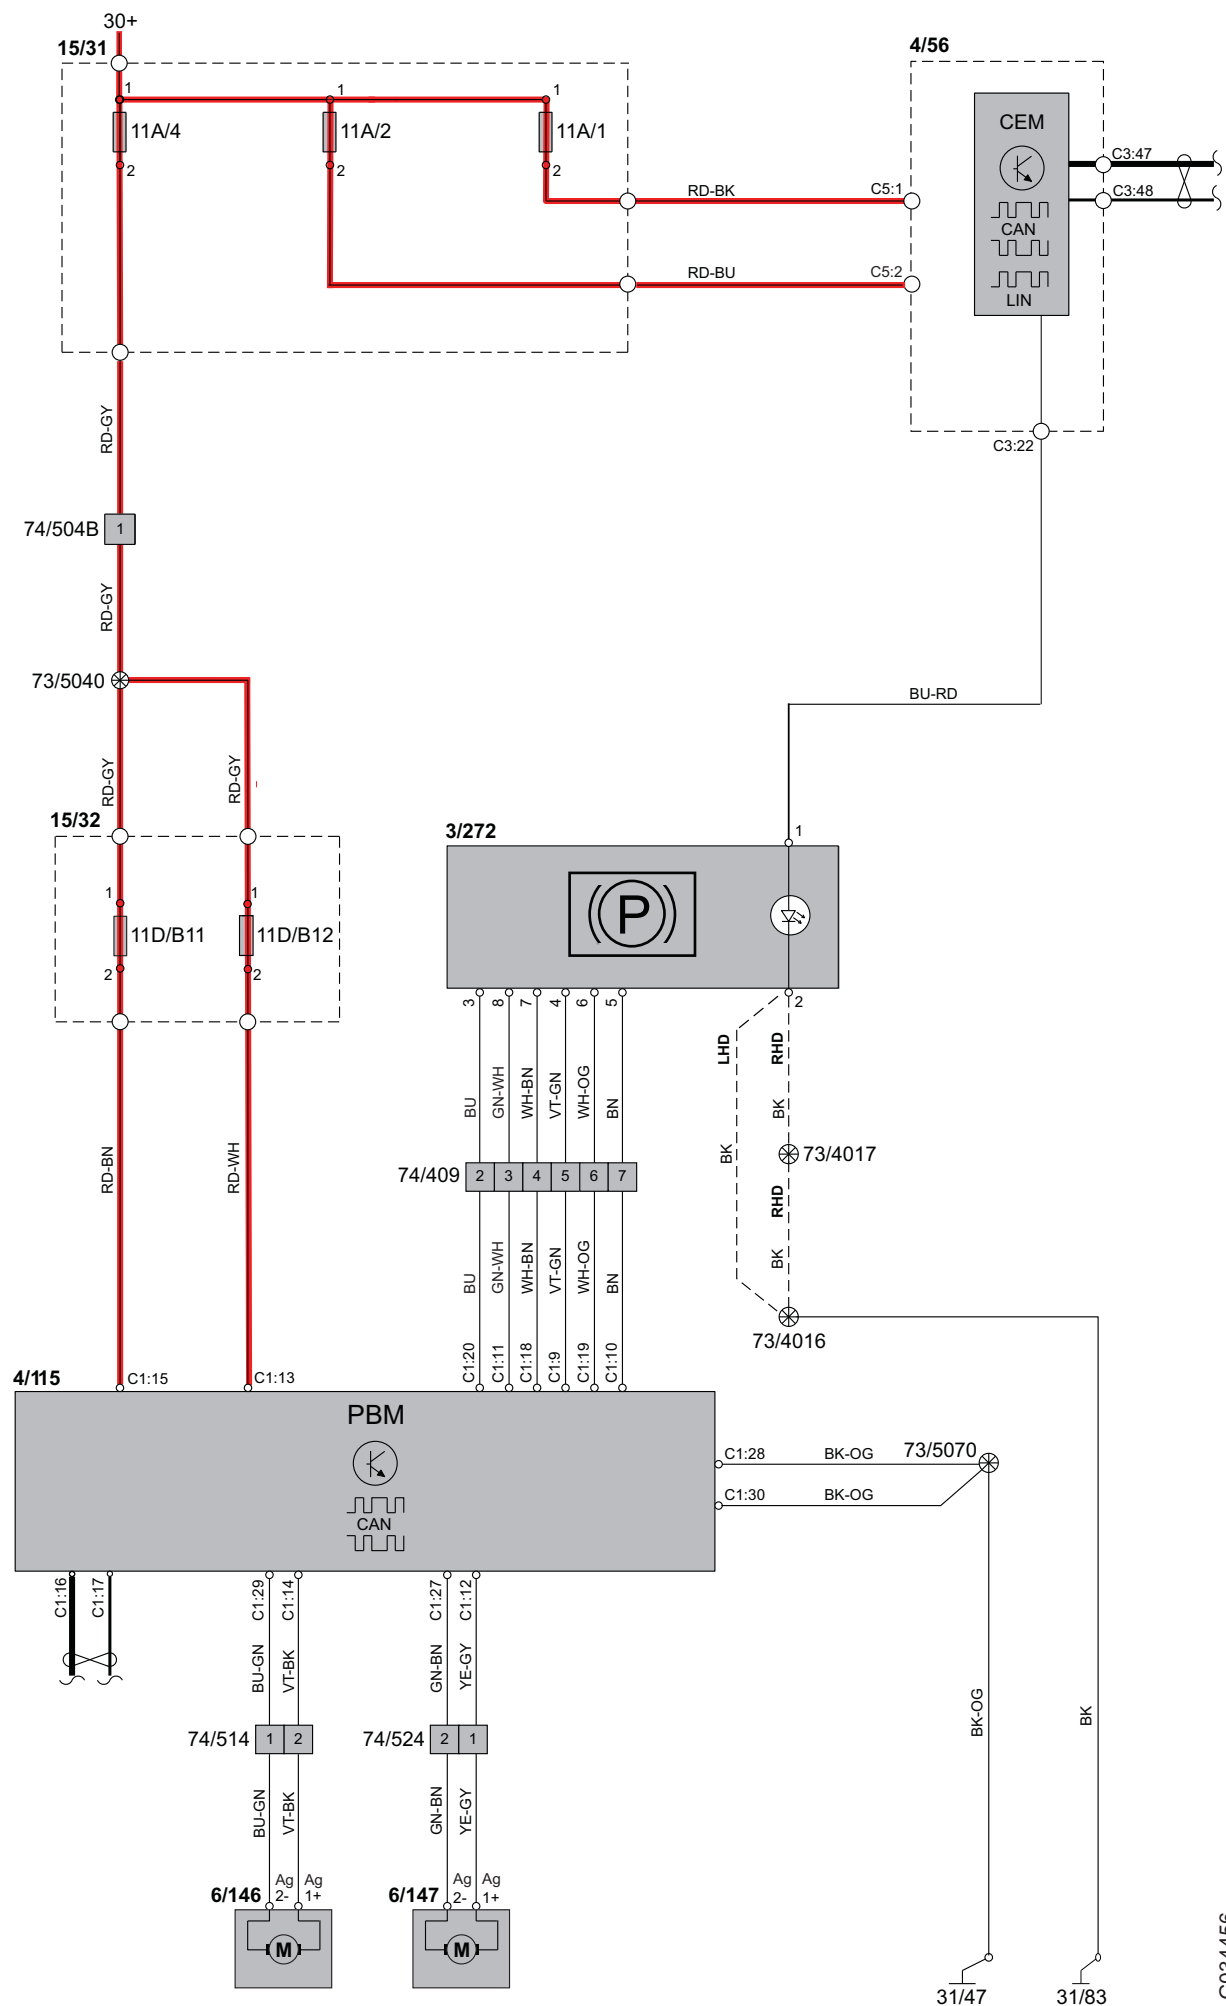 30+
15/31
4/56
1
1
1
11A/4
11A/2
11A/1
2
2
2
CEM
CAN
LIN
C3:47
C3:48
RD-BK
C5:1
RD-BU
C5:2
C3:22
RD-GY
74/504B
1
RD-GY
73/5040
BU-RD
RD-GY
RD-GY
15/32
1
1
11D/B11
11D/B12
2
2
3/272
1
P
2
3
8
7
4
6
5
LHD
RHD
BU
GN-WH
WH-BN
VT-GN
WH-OG
BN
BK
BK
73/4017
RD-BN
RD-WH
74/409
2
3
4
5
6
7
RHD
BK
BU
GN-WH
WH-BN
VT-GN
WH-OG
BN
73/4016
C1:20
C1:11
C1:18
C1:9
C1:19
C1:10
4/115
C1:15
C1:13
PBM
CAN
C1:28
BK-OG
73/5070
C1:30
BK-OG
C1:16
C1:17
C1:29
C1:14
C1:27
C1:12
BU-GN
VT-BK
GN-BN
YE-GY
BK-OG
BK
74/514
1
2
74/524
2
1
BU-GN
VT-BK
GN-BN
YE-GY
6/146
Ag
2-
1+
6/147
Ag
2-
1+
M
M
31/47
31/83
G034456